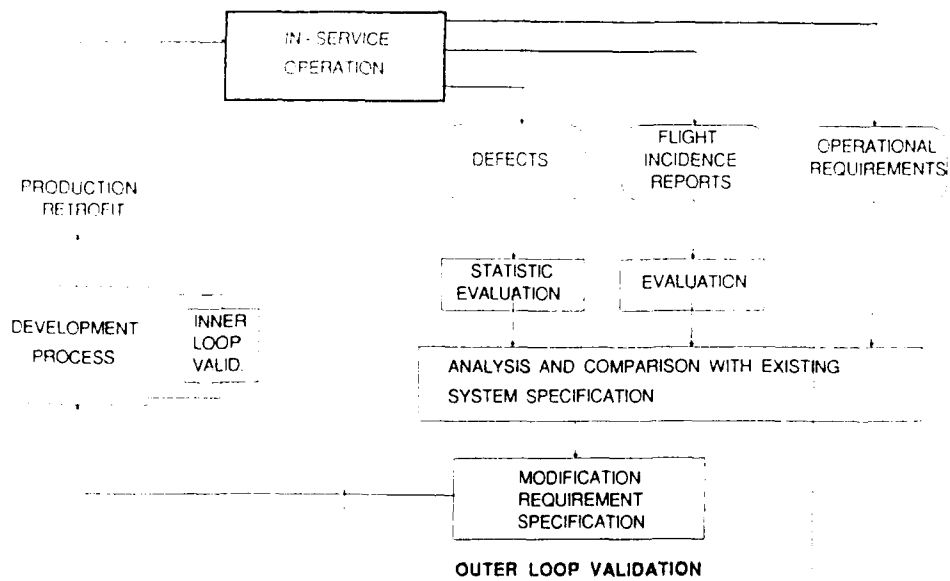 IN - SERVICE
OPERATION
DEFECTS
FLIGHT
INCIDENCE
REPORTS
OPERATIONAL
REQUIREMENTS
PRODUCTION
RETROFIT
STATISTIC
EVALUATION
EVALUATION
DEVELOPMENT
PROCESS
INNER
LOOP
VALID.
ANALYSIS AND COMPARISON WITH EXISTING
SYSTEM SPECIFICATION
MODIFICATION
REQUIREMENT
SPECIFICATION
OUTER LOOP VALIDATION